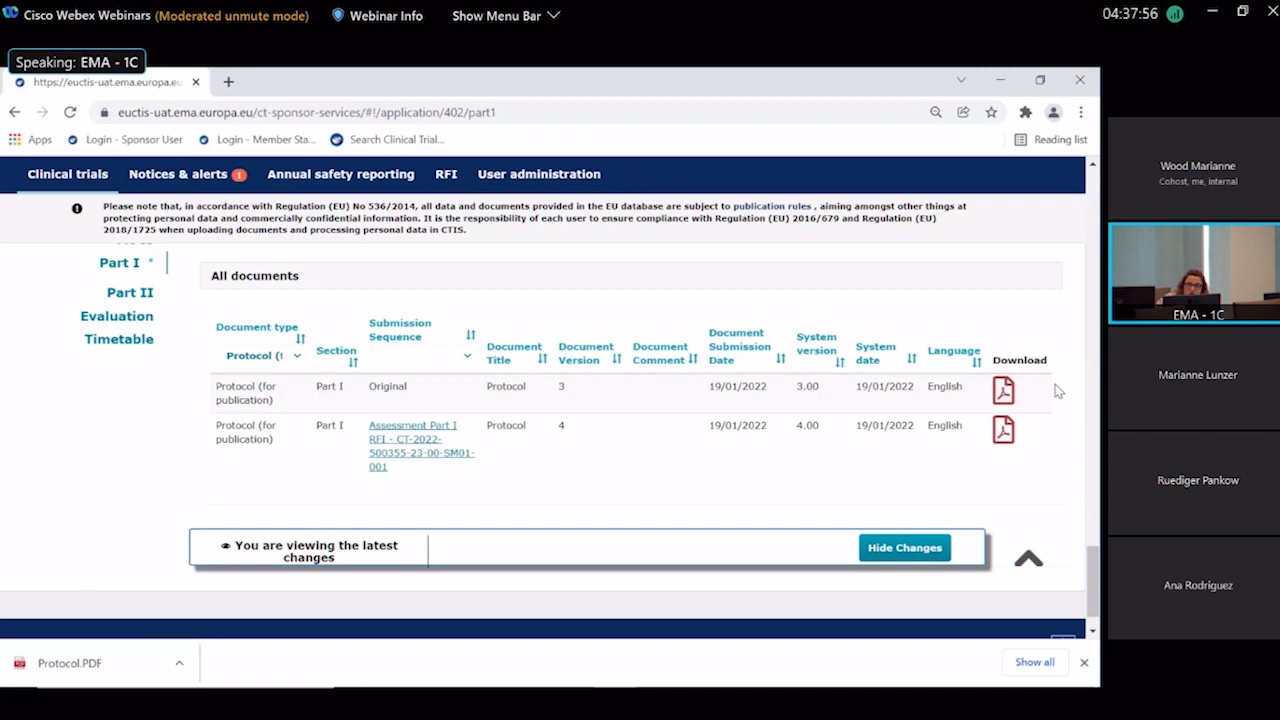 Cisco Webex Webinars (Moderated unmute mode) Webinar Info Show Menu Bar 04:37:56
Speaking: EMA - 1C
https://euctis-uat.ema.europa.eu
euctis-uat.ema.europa.eu/ct-sponsor-services/#!/application/402/part1
Apps Login - Sponsor User Login - Member Sta... Search Clinical Trial... Reading list
Clinical trials Notices & alerts 1 Annual safety reporting RFI User administration
Please note that, in accordance with Regulation (EU) No 536/2014, all data and documents provided in the EU database are subject to publication rules , aiming amongst other things at
protecting personal data and commercially confidential information. It is the responsibility of each user to ensure compliance with Regulation (EU) 2016/679 and Regulation (EU)
2018/1725 when uploading documents and processing personal data in CTIS.
Part I *
Part II
Evaluation
Timetable
All documents
Document type Section Submission Sequence Document Title Document Version Document Comment Document Submission Date System version System date Language Download
Protocol (f
Protocol (for publication) Part I Original Protocol 3 19/01/2022 3.00 19/01/2022 English
Protocol (for publication) Part I Assessment Part I RFI - CT-2022-500355-23-00-SM01-001 Protocol 4 19/01/2022 4.00 19/01/2022 English
You are viewing the latest
changes
Hide Changes
Protocol.PDF
Show all
Wood Marianne
Cohost, me, internal
EMA - 1C
Marianne Lunzer
Ruediger Pankow
Ana Rodriguez